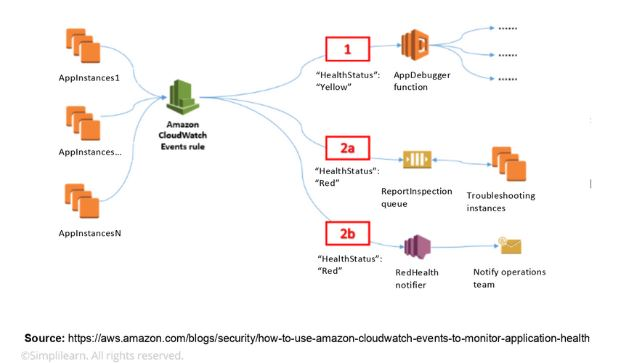 AppInstances1
AppInstances...
AppInstancesN
Amazon
CloudWatch
Events rule
1
"HealthStatus":
"Yellow"
AppDebugger
function
......
......
......
2a
"HealthStatus":
"Red"
ReportInspection
queue
Troubleshooting
instances
2b
"HealthStatus":
"Red"
RedHealth
notifier
Notify operations
team
Source: https://aws.amazon.com/blogs/security/how-to-use-amazon-cloudwatch-events-to-monitor-application-health
©Simplilearn. All rights reserved.